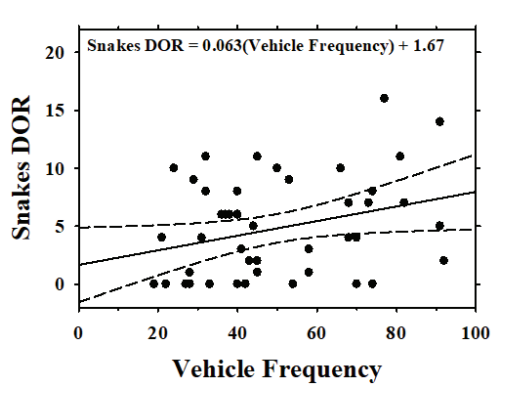 Snakes DOR = 0.063(Vehicle Frequency) + 1.67
20
15
10
5
0
Snakes DOR
0 20 40 60 80 100
Vehicle Frequency